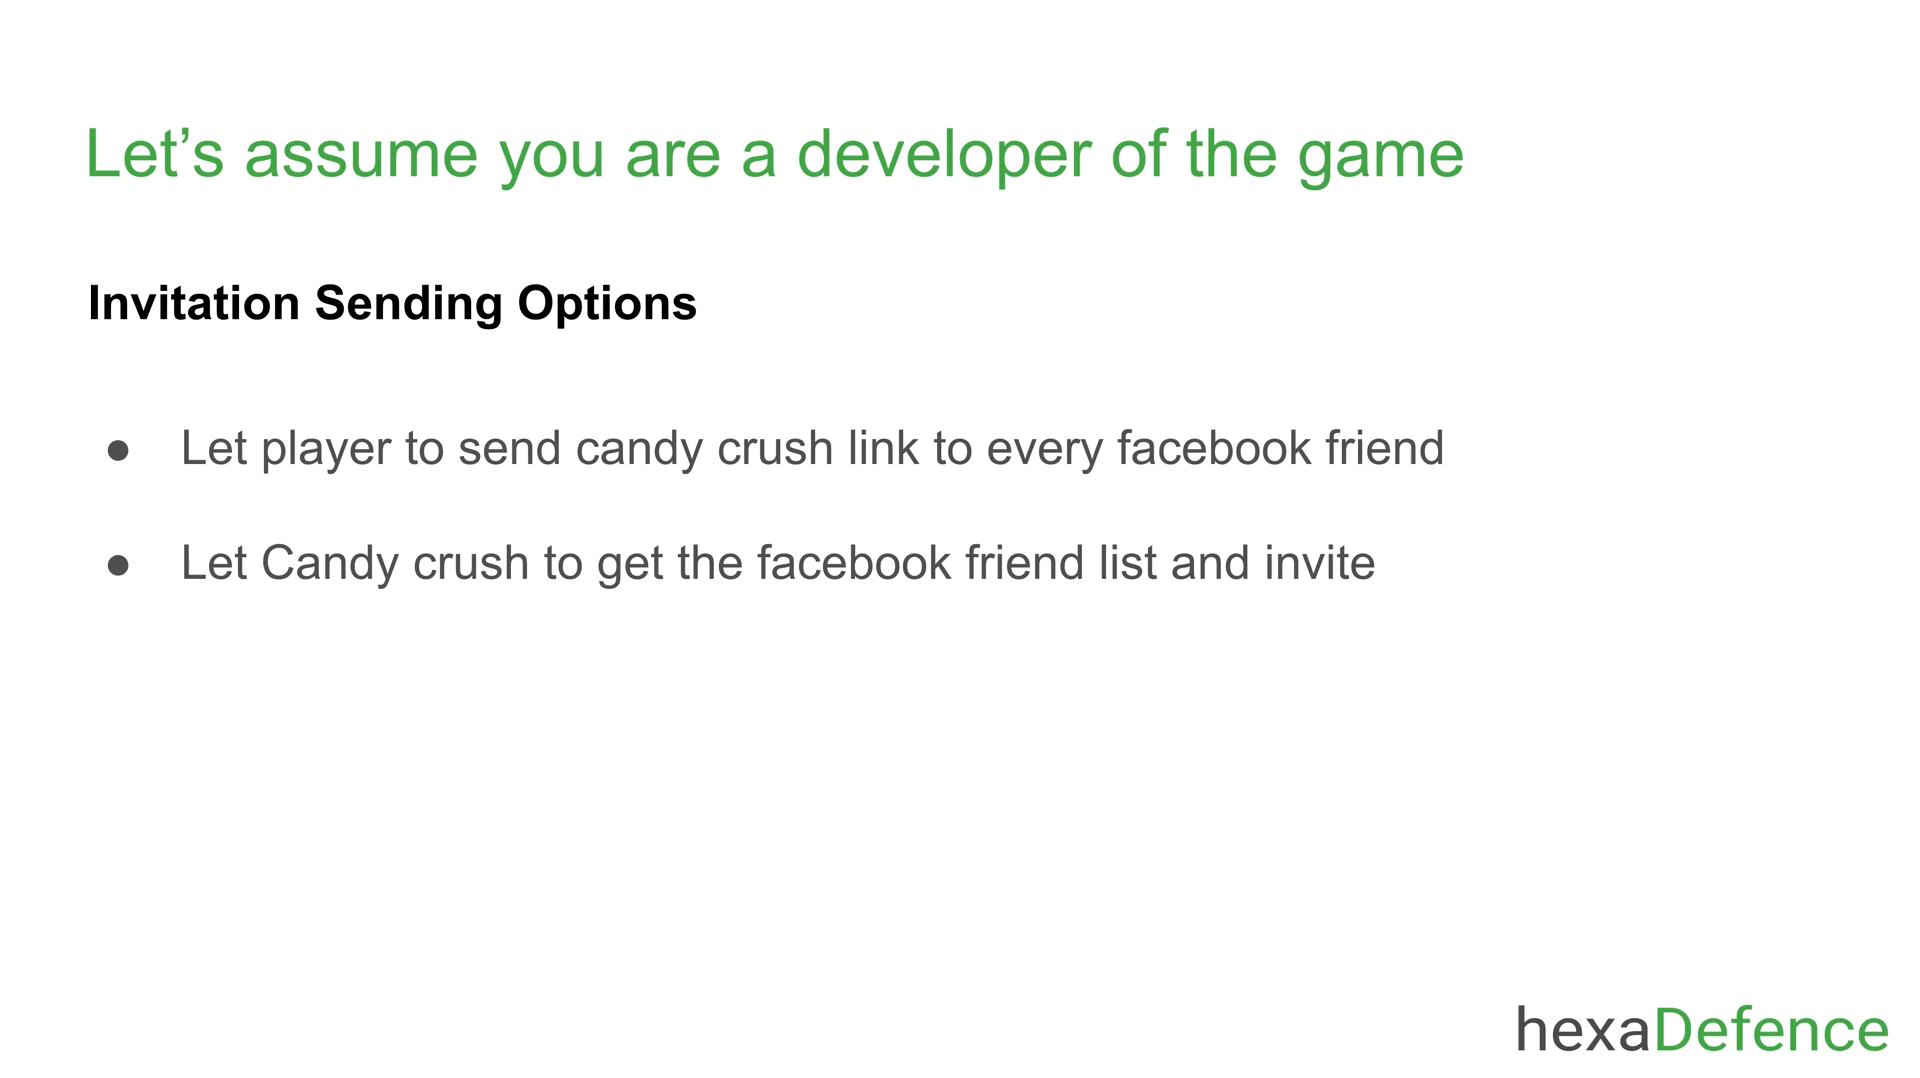 Let’s assume you are a developer of the game
Invitation Sending Options
● Let player to send candy crush link to every facebook friend
● Let Candy crush to get the facebook friend list and invite
hexaDefence